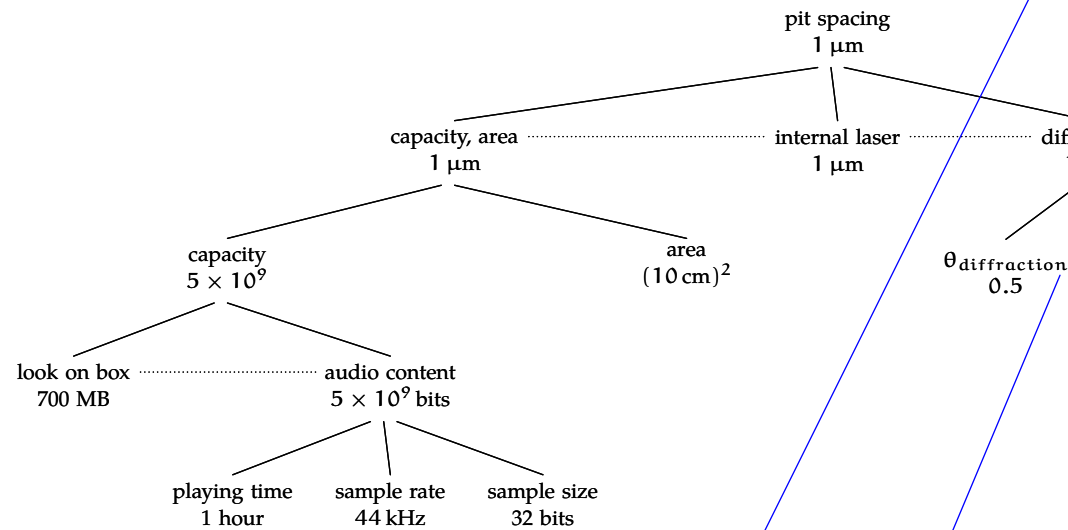 pit spacing
1 μm
capacity, area
1 μm
internal laser
1 μm
capacity
5 × 10⁹
area
(10 cm)²
θdiffraction
0.5
look on box
700 MB
audio content
5 × 10⁹ bits
playing time
1 hour
sample rate
44 kHz
sample size
32 bits